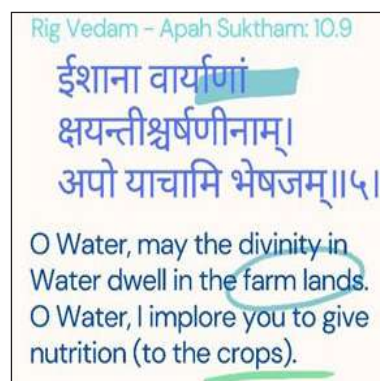 Rig Vedam - Apah Suktham: 10.9
ईशाना वार्याणां
क्षयन्तीश्चर्षणीनाम्।
अपो याचामि भेषजम्॥५।
O Water, may the divinity in
Water dwell in the farm lands.
O Water, I implore you to give
nutrition (to the crops).